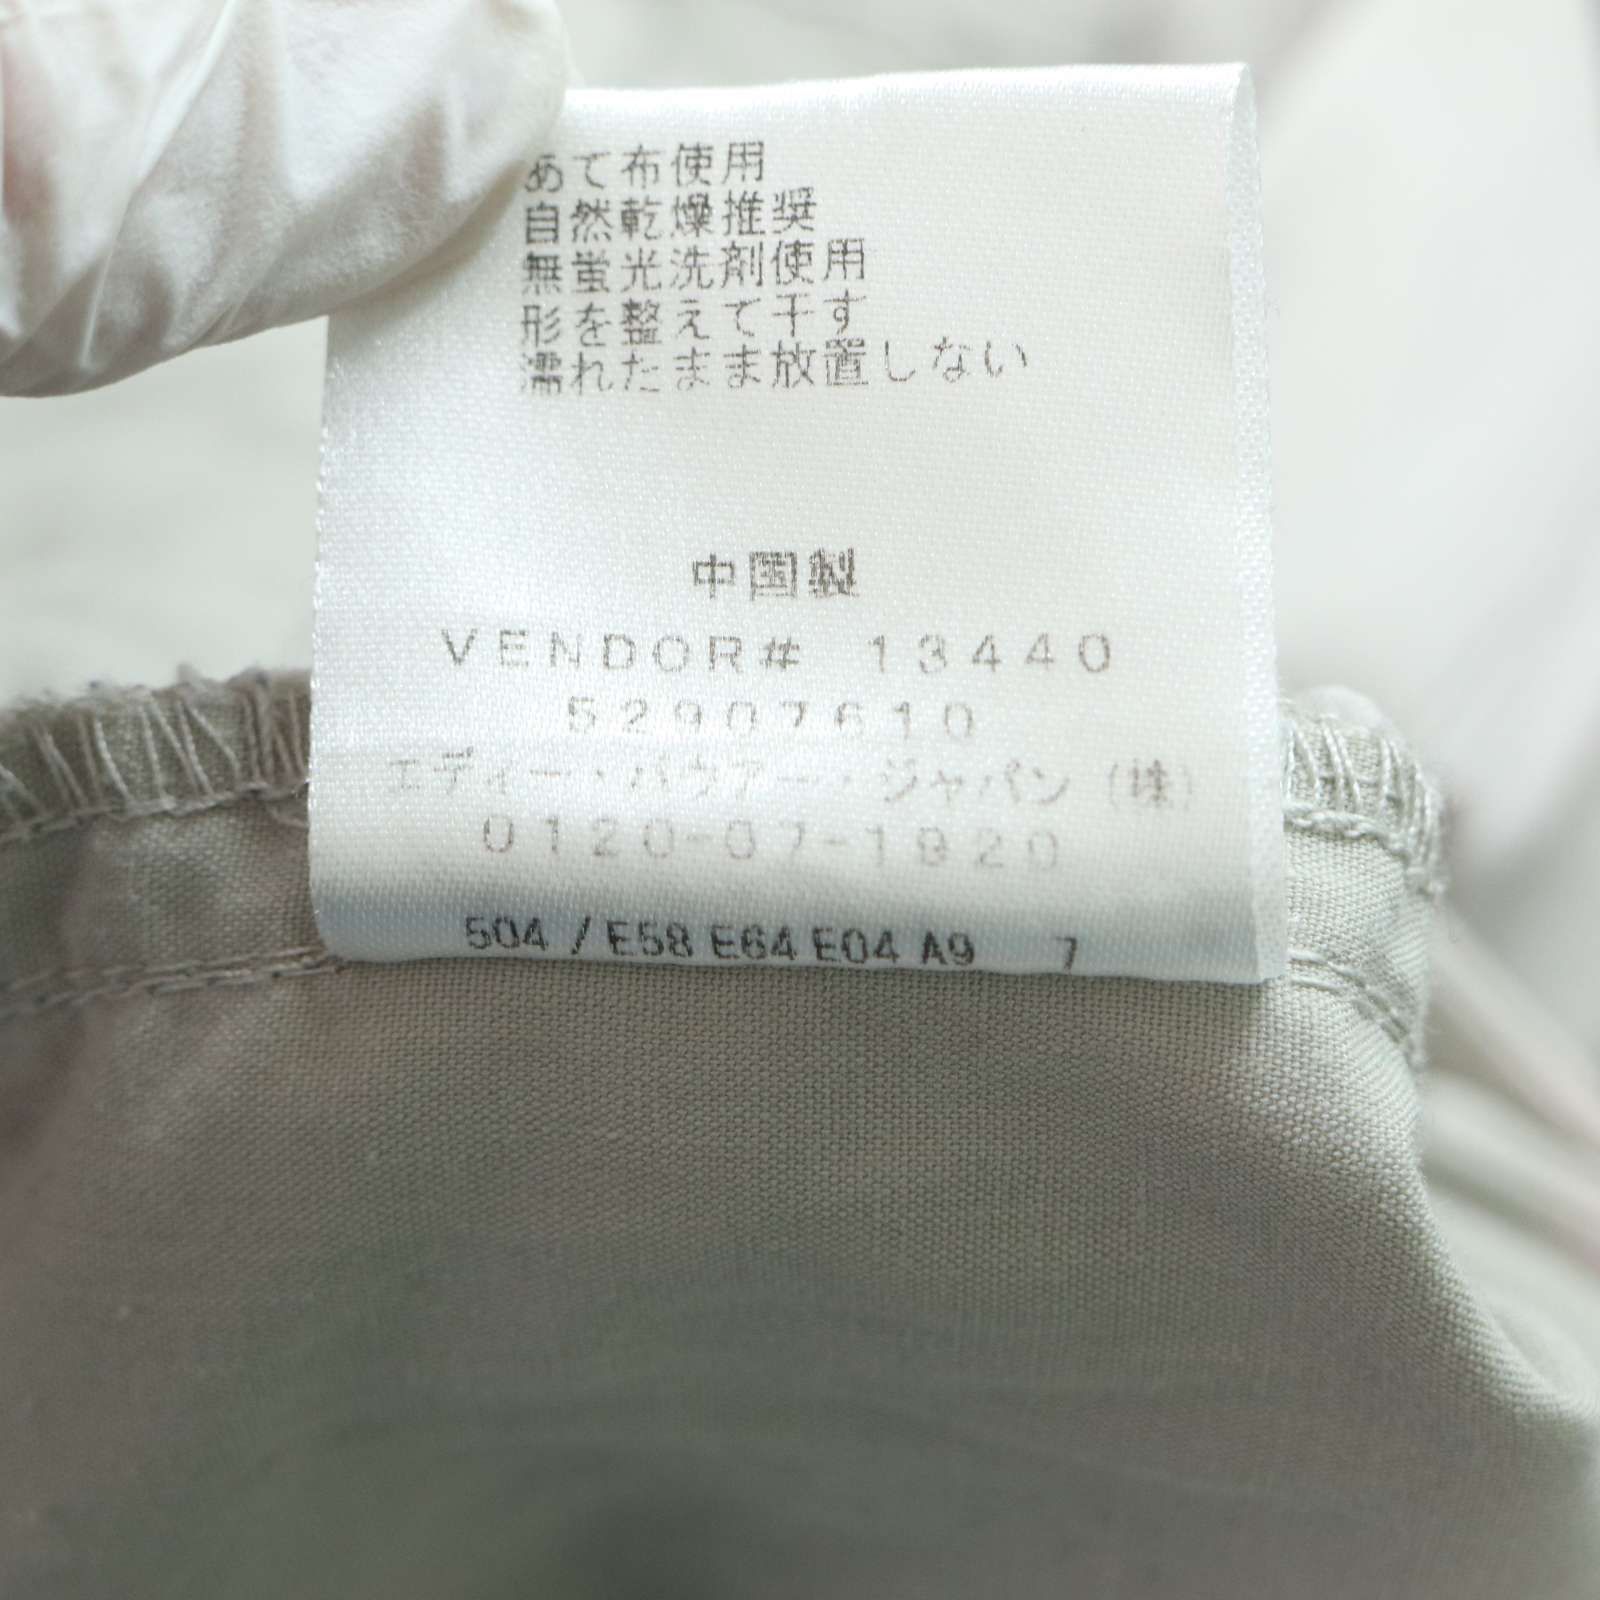 あて布使用
自然乾燥推奨
無蛍光洗剤使用
形を整えて干す
濡れたまま放置しない
中国製
VENDOR# 13440
52907610
エディー・バウアー・ジャパン (株)
0120-07-1920
504 / E58 E64 E04 A9 7